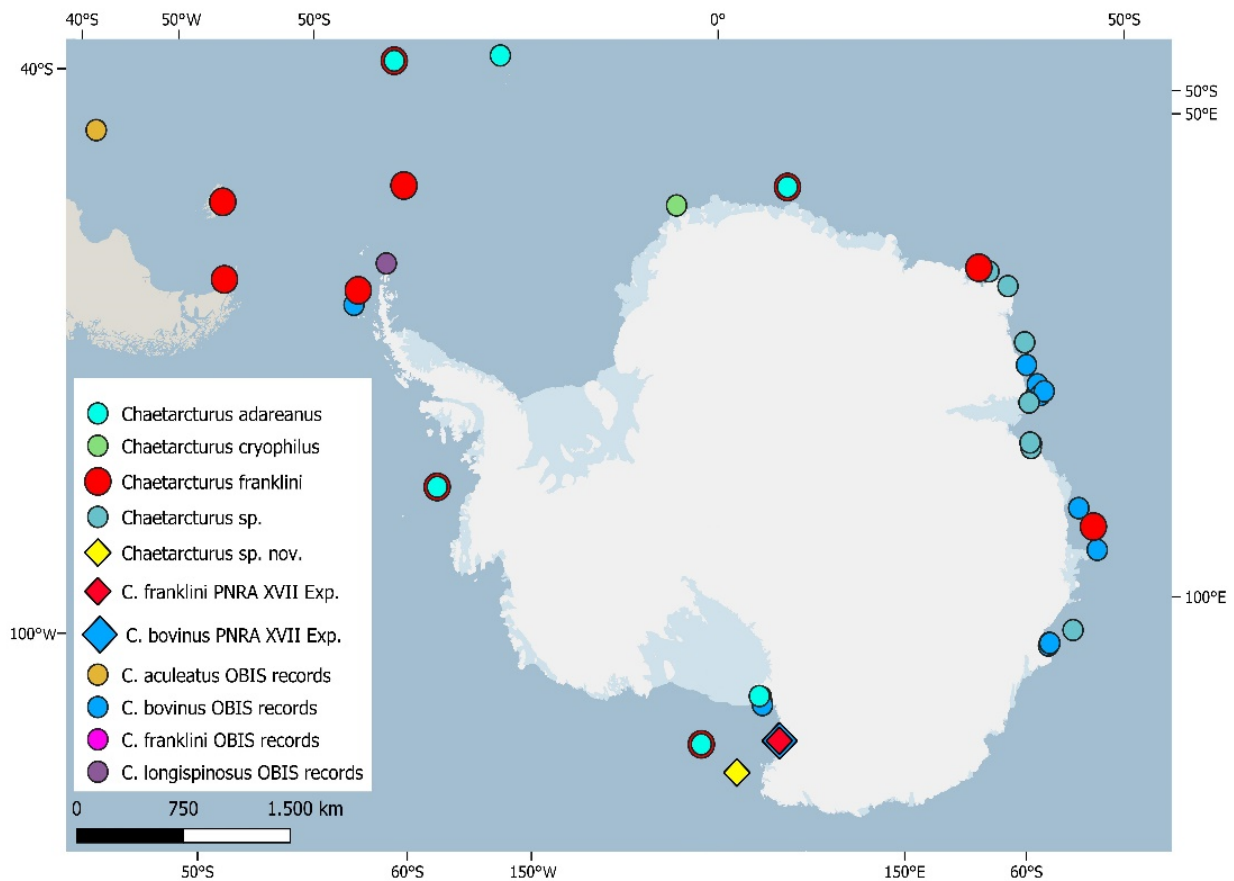 40°S 50°W 50°S 0° 50°S
40°S
50°S
50°E
Chaetarcturus adareanus
Chaetarcturus cryophilus
Chaetarcturus franklini
Chaetarcturus sp.
Chaetarcturus sp. nov.
C. franklini PNRA XVII Exp.
100°E
C. bovinus PNRA XVII Exp.
100°W
C. aculeatus OBIS records
C. bovinus OBIS records
C. franklini OBIS records
C. longispinosus OBIS records
0 750 1.500 km
50°S 60°S 150°W 150°E 60°S